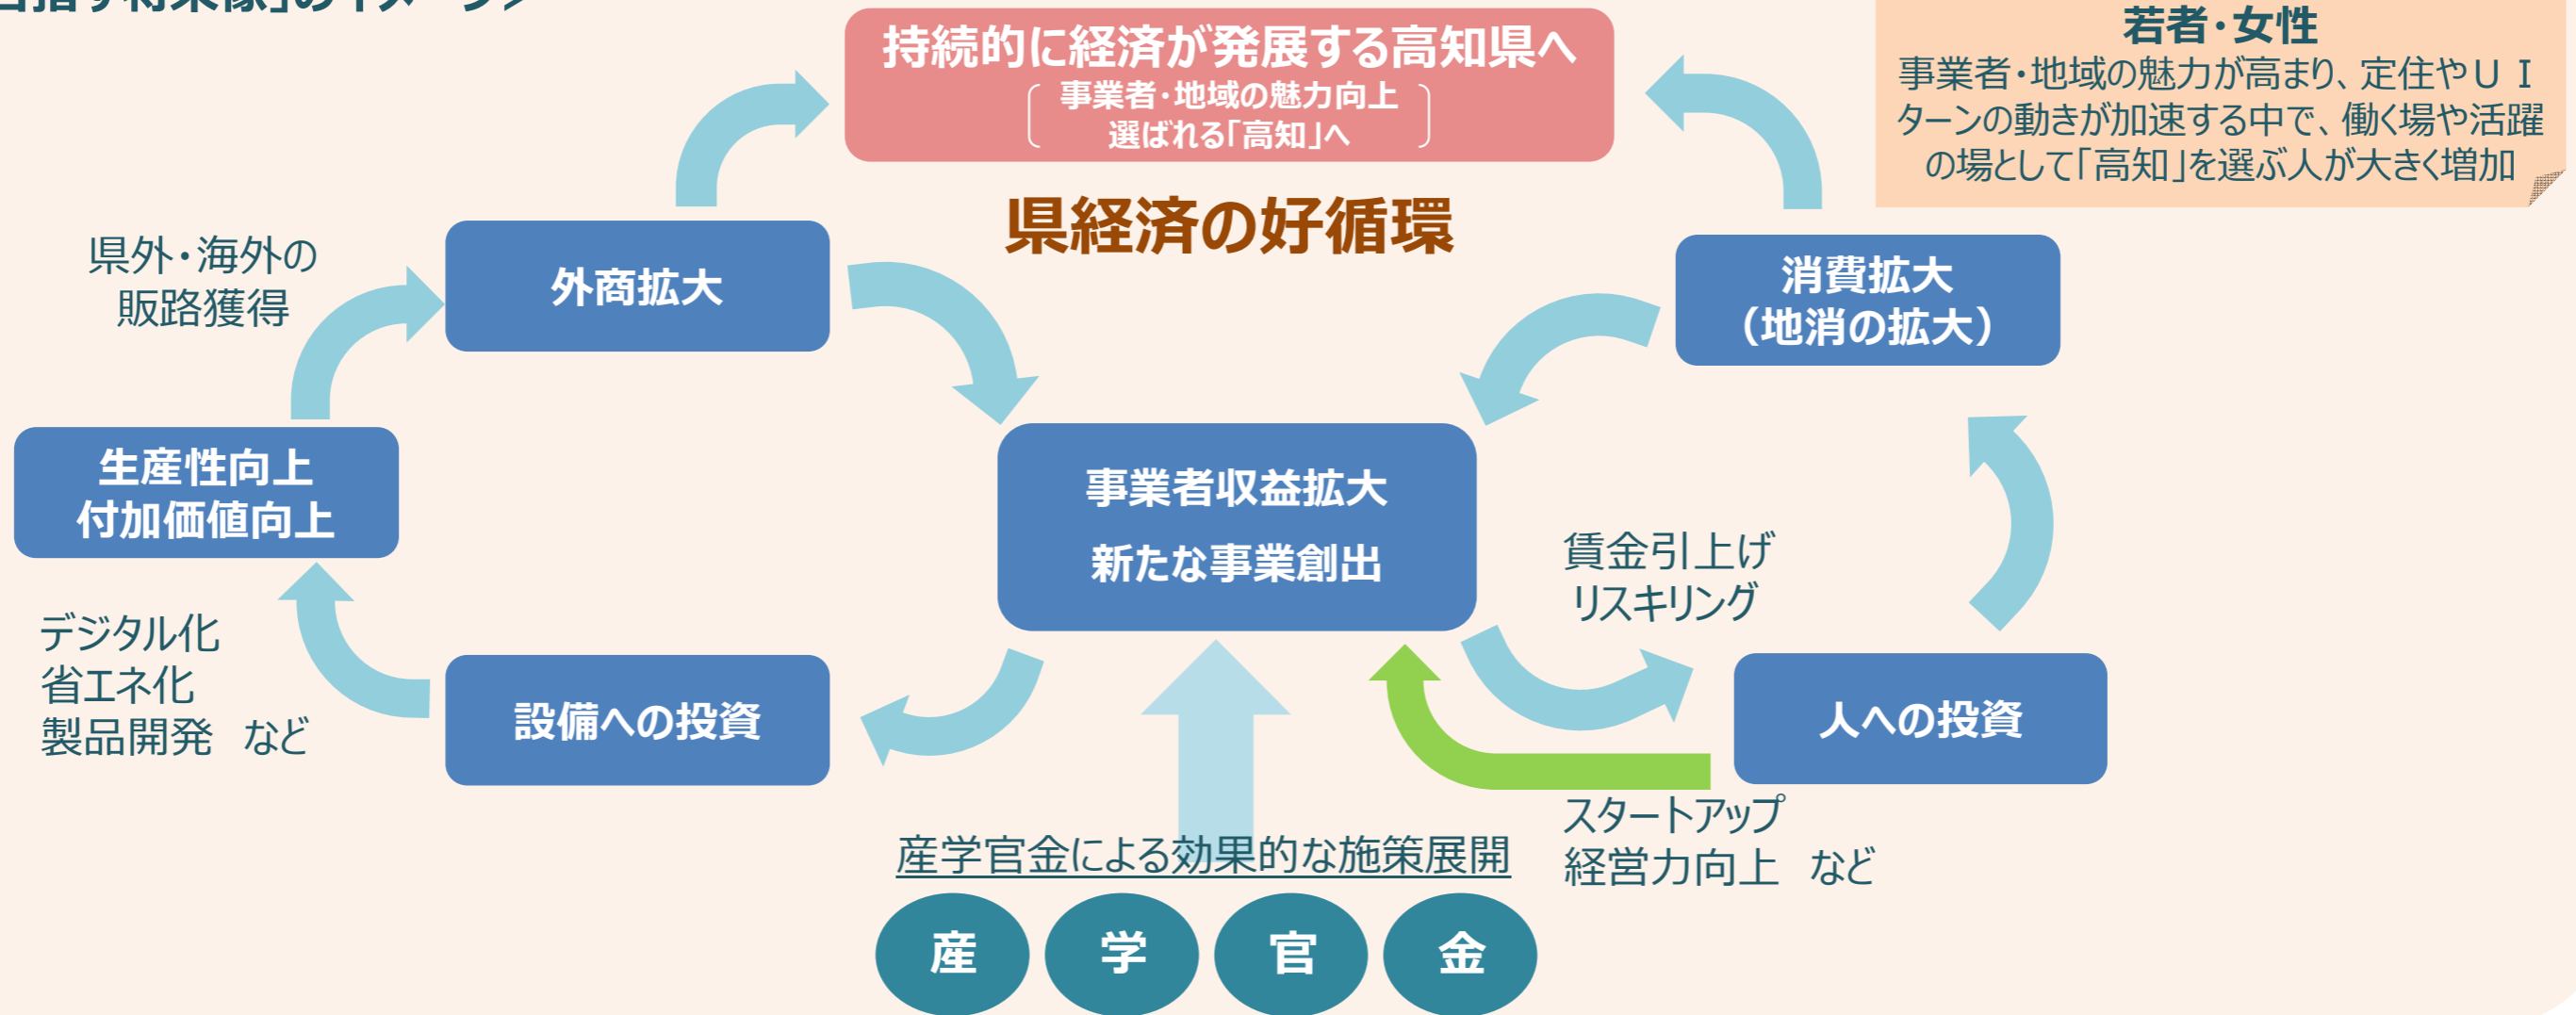 目指す将来像」のイメージ＞
持続的に経済が発展する高知県へ
事業者・地域の魅力向上
選ばれる「高知」へ
若者・女性
事業者・地域の魅力が高まり、定住やＵＩ
ターンの動きが加速する中で、働く場や活躍
の場として「高知」を選ぶ人が大きく増加
県経済の好循環
県外・海外の
販路獲得
外商拡大
消費拡大
（地消の拡大）
生産性向上
付加価値向上
事業者収益拡大
新たな事業創出
賃金引上げ
リスキリング
デジタル化
省エネ化
製品開発　など
設備への投資
人への投資
スタートアップ
経営力向上　など
産学官金による効果的な施策展開
産
学
官
金